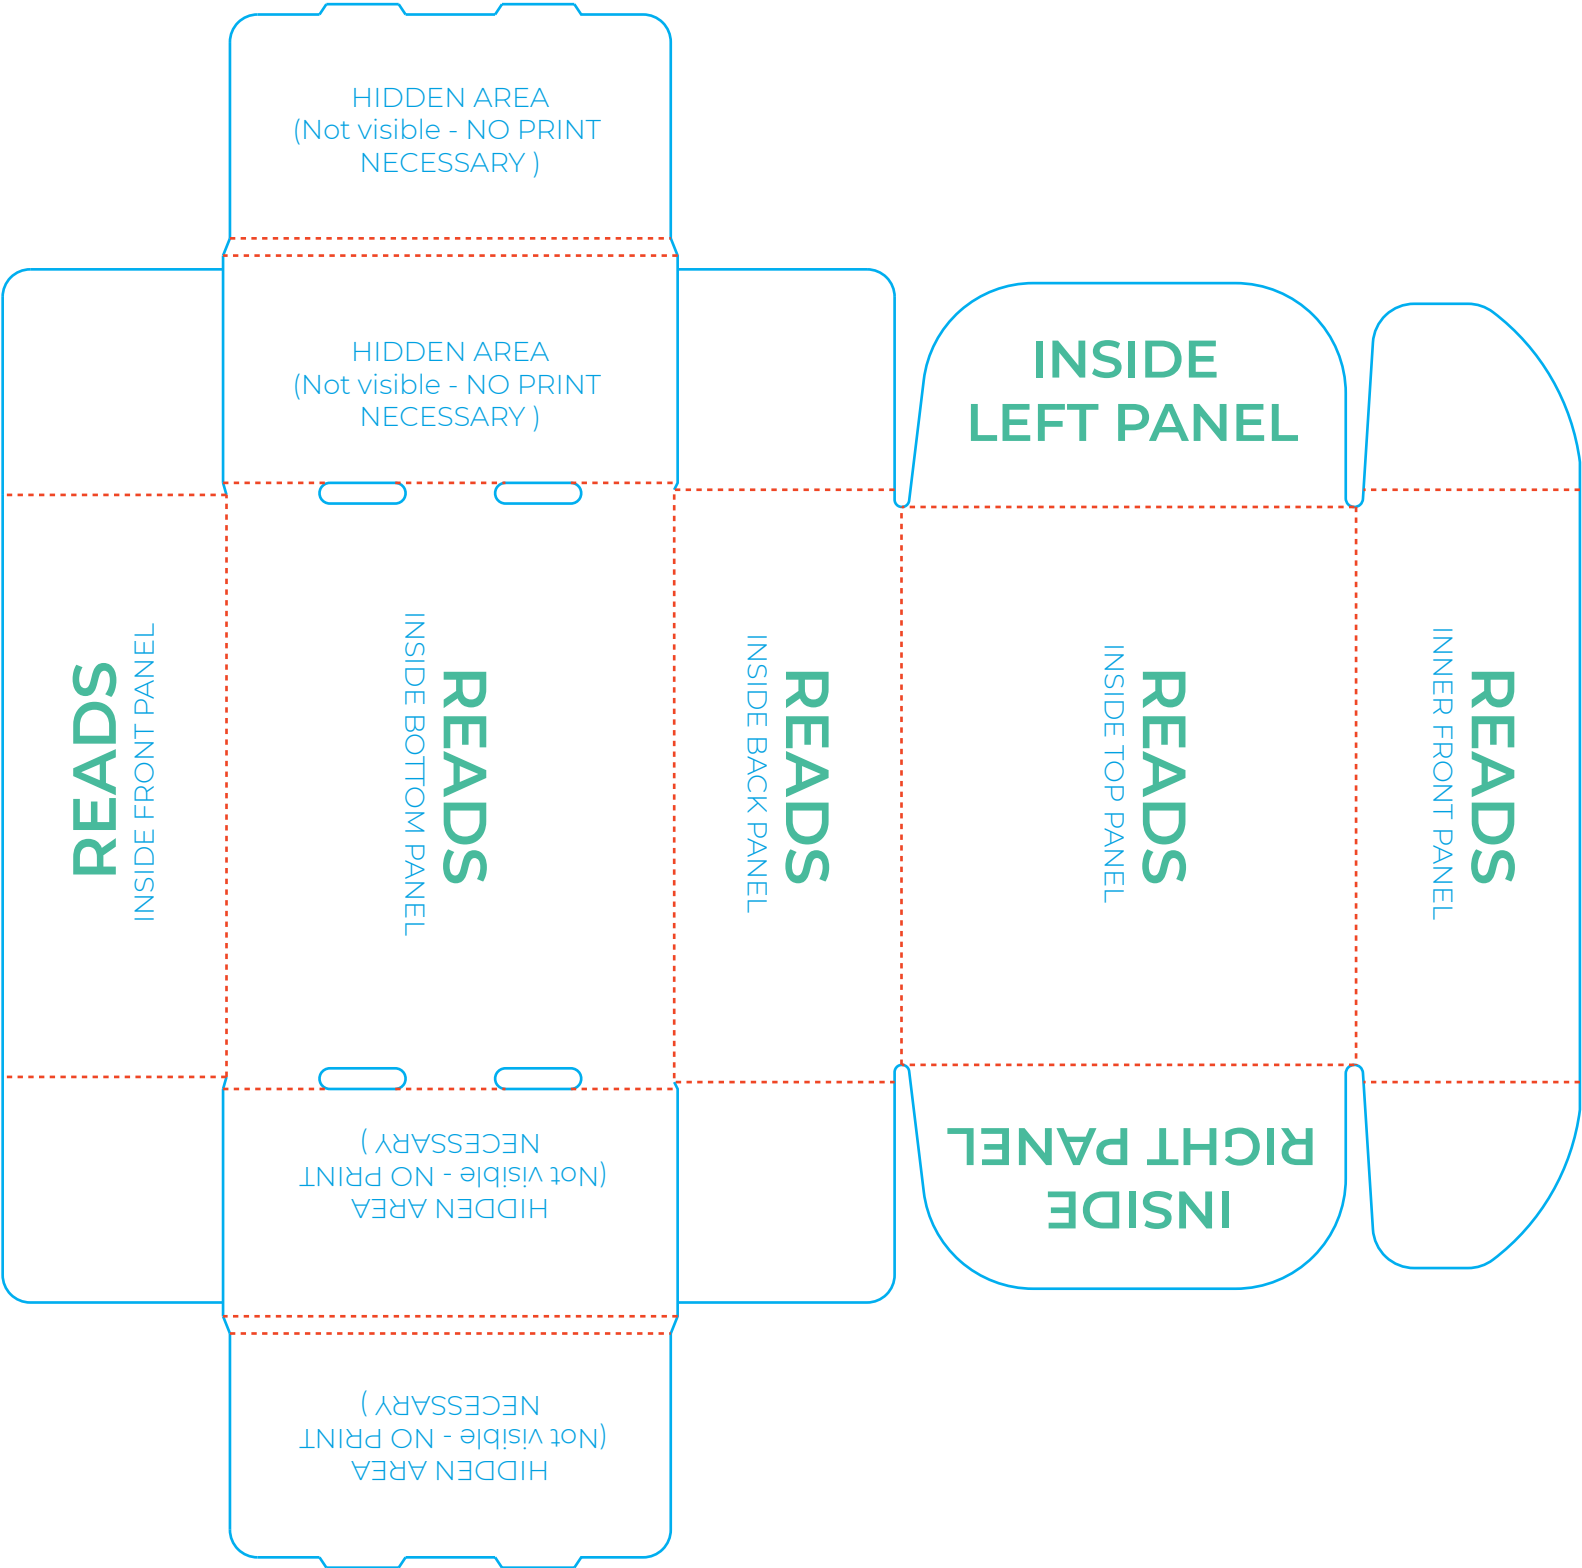 HIDDEN AREA
(Not visible - NO PRINT
NECESSARY )
HIDDEN AREA
(Not visible - NO PRINT
NECESSARY )
INSIDE
LEFT PANEL
READS
INSIDE FRONT PANEL
READS
INSIDE BOTTOM PANEL
READS
INSIDE BACK PANEL
READS
INSIDE TOP PANEL
READS
INNER FRONT PANEL
HIDDEN AREA
(Not visible - NO PRINT
NECESSARY )
INSIDE
RIGHT PANEL
HIDDEN AREA
(Not visible - NO PRINT
NECESSARY )